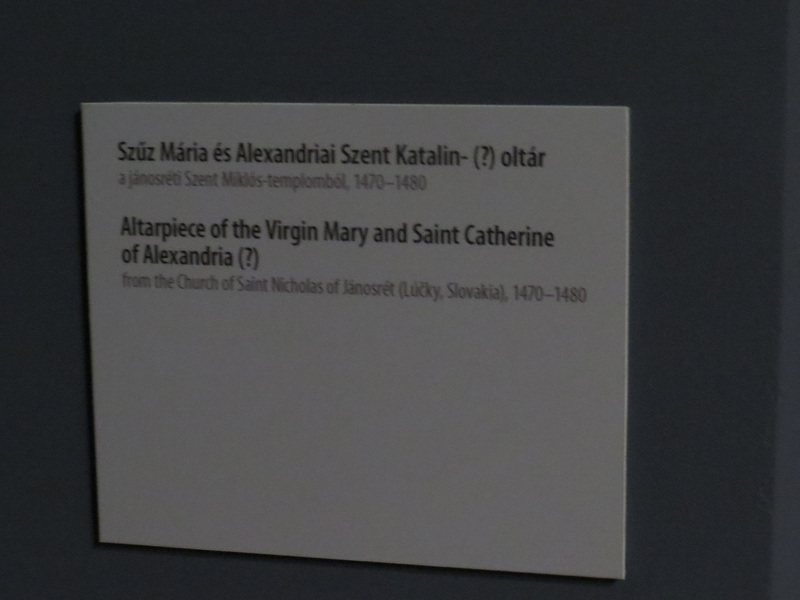 Szűz Mária és Alexandriai Szent Katalin- (?) oltár
a jánosréti Szent Miklós-templomból, 1470–1480
Altarpiece of the Virgin Mary and Saint Catherine
of Alexandria (?)
from the Church of Saint Nicholas of Jánosrét (Lúčky, Slovakia), 1470–1480